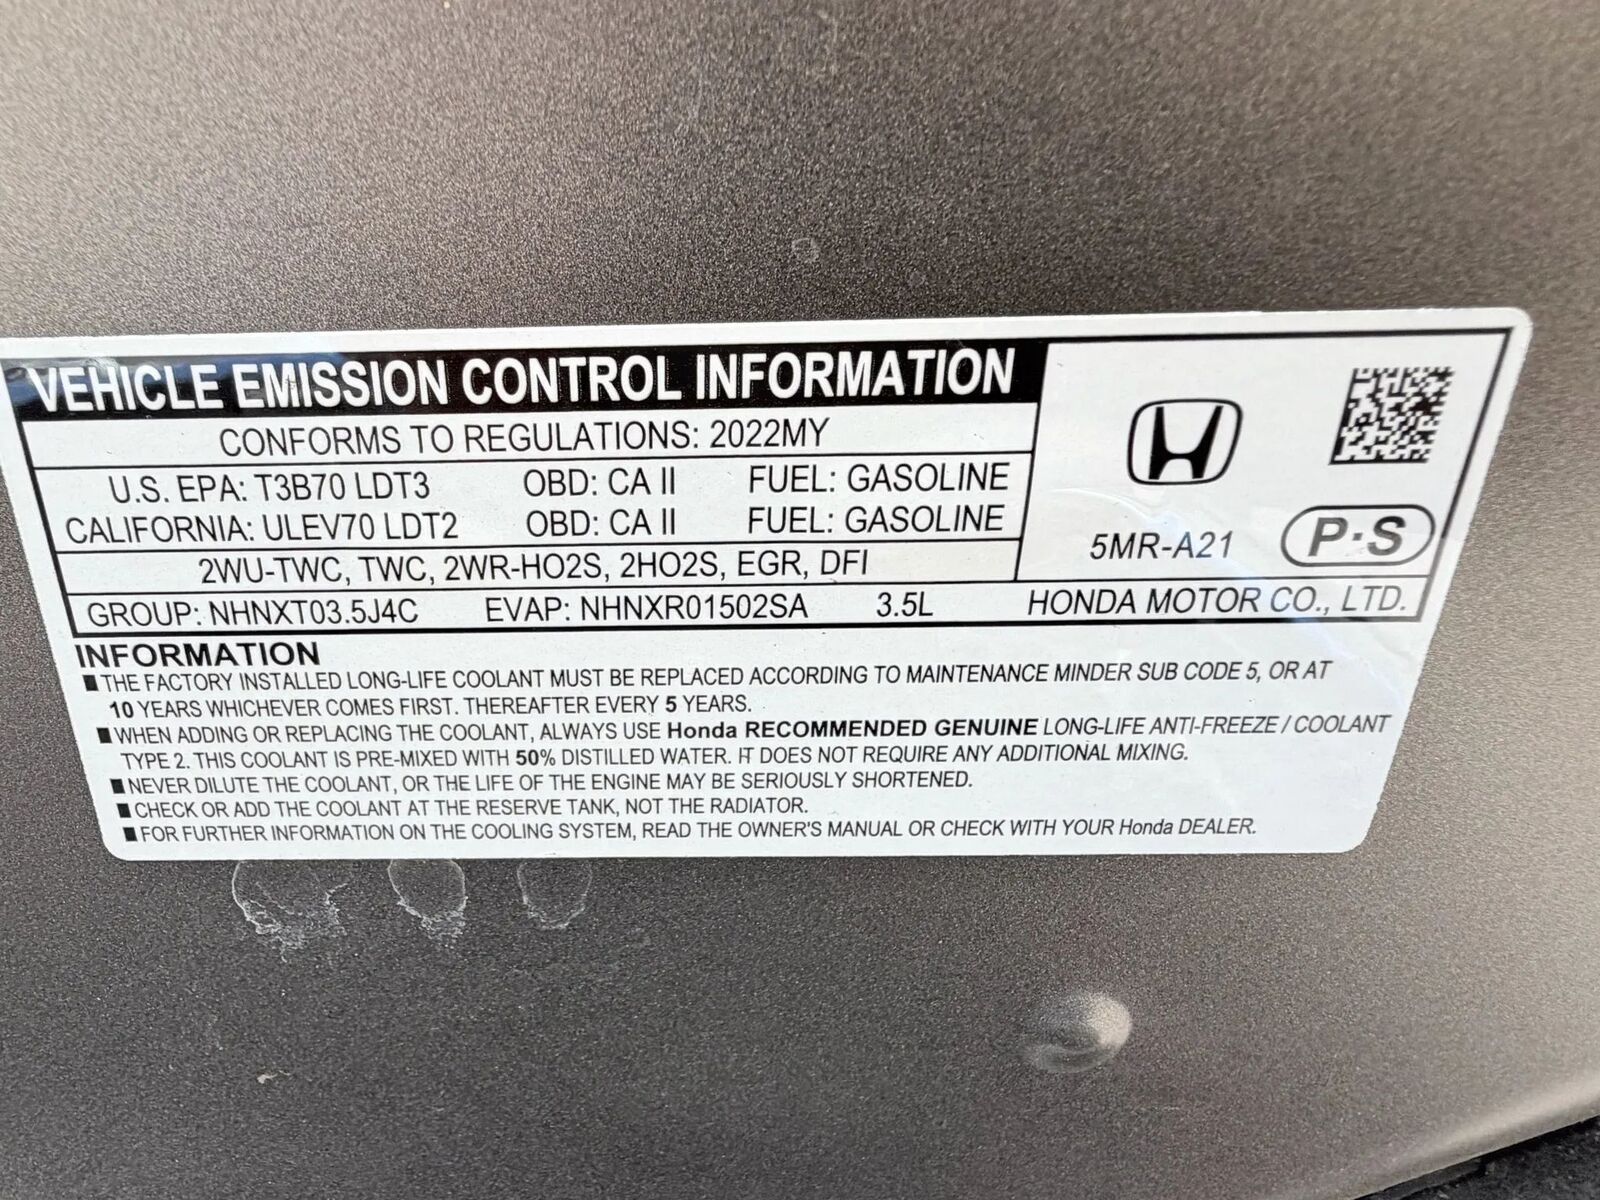 VEHICLE EMISSION CONTROL INFORMATION
CONFORMS TO REGULATIONS: 2022MY
U.S. EPA: T3B70 LDT3 OBD: CA II FUEL: GASOLINE
CALIFORNIA: ULEV70 LDT2 OBD: CA II FUEL: GASOLINE
5MR-A21 P·S
2WU-TWC, TWC, 2WR-HO2S, 2HO2S, EGR, DFI
GROUP: NHNXT03.5J4C EVAP: NHNXR01502SA 3.5L HONDA MOTOR CO., LTD.
INFORMATION
■ THE FACTORY INSTALLED LONG-LIFE COOLANT MUST BE REPLACED ACCORDING TO MAINTENANCE MINDER SUB CODE 5, OR AT
10 YEARS WHICHEVER COMES FIRST. THEREAFTER EVERY 5 YEARS.
■ WHEN ADDING OR REPLACING THE COOLANT, ALWAYS USE Honda RECOMMENDED GENUINE LONG-LIFE ANTI-FREEZE / COOLANT
TYPE 2. THIS COOLANT IS PRE-MIXED WITH 50% DISTILLED WATER. IT DOES NOT REQUIRE ANY ADDITIONAL MIXING.
■ NEVER DILUTE THE COOLANT, OR THE LIFE OF THE ENGINE MAY BE SERIOUSLY SHORTENED.
■ CHECK OR ADD THE COOLANT AT THE RESERVE TANK, NOT THE RADIATOR.
■ FOR FURTHER INFORMATION ON THE COOLING SYSTEM, READ THE OWNER'S MANUAL OR CHECK WITH YOUR Honda DEALER.